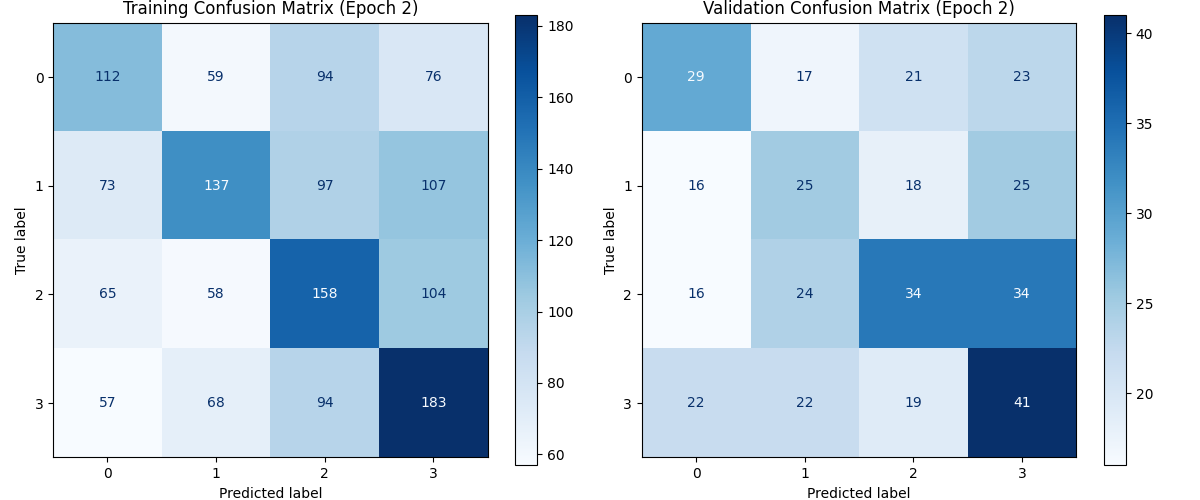 Training Confusion Matrix (Epoch 2)
Validation Confusion Matrix (Epoch 2)
True label
0 112 59 94 76
1 73 137 97 107
2 65 58 158 104
3 57 68 94 183
0 1 2 3
Predicted label
180
160
140
120
100
80
60
True label
0 29 17 21 23
1 16 25 18 25
2 16 24 34 34
3 22 22 19 41
0 1 2 3
Predicted label
40
35
30
25
20